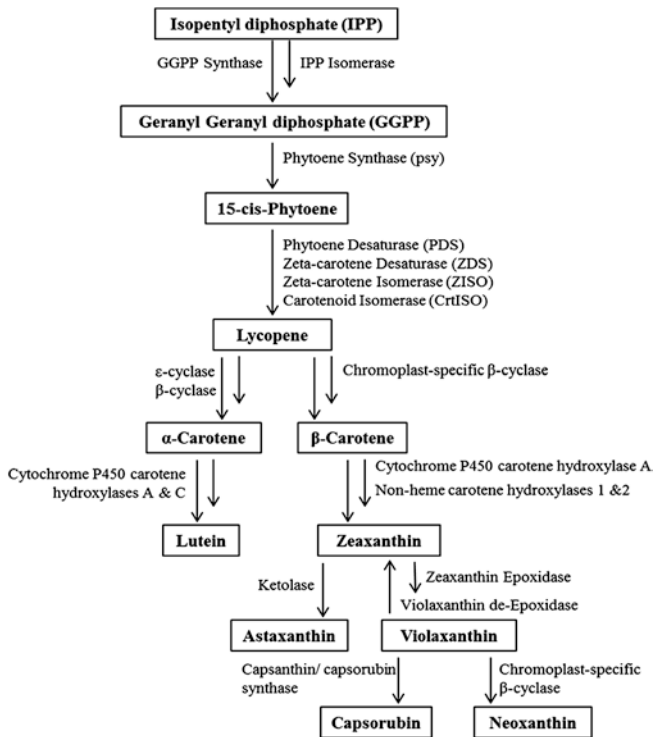 Isopentyl diphosphate (IPP)
GGPP Synthase
IPP Isomerase
Geranyl Geranyl diphosphate (GGPP)
Phytoene Synthase (psy)
15-cis-Phytoene
Phytoene Desaturase (PDS)
Zeta-carotene Desaturase (ZDS)
Zeta-carotene Isomerase (ZISO)
Carotenoid Isomerase (CrtISO)
Lycopene
ε-cyclase
β-cyclase
Chromoplast-specific β-cyclase
α-Carotene
β-Carotene
Cytochrome P450 carotene
hydroxylases A & C
Cytochrome P450 carotene hydroxylase A
Non-heme carotene hydroxylases 1 &2
Lutein
Zeaxanthin
Ketolase
Zeaxanthin Epoxidase
Violaxanthin de-Epoxidase
Astaxanthin
Violaxanthin
Capsanthin/ capsorubin
synthase
Chromoplast-specific
β-cyclase
Capsorubin
Neoxanthin